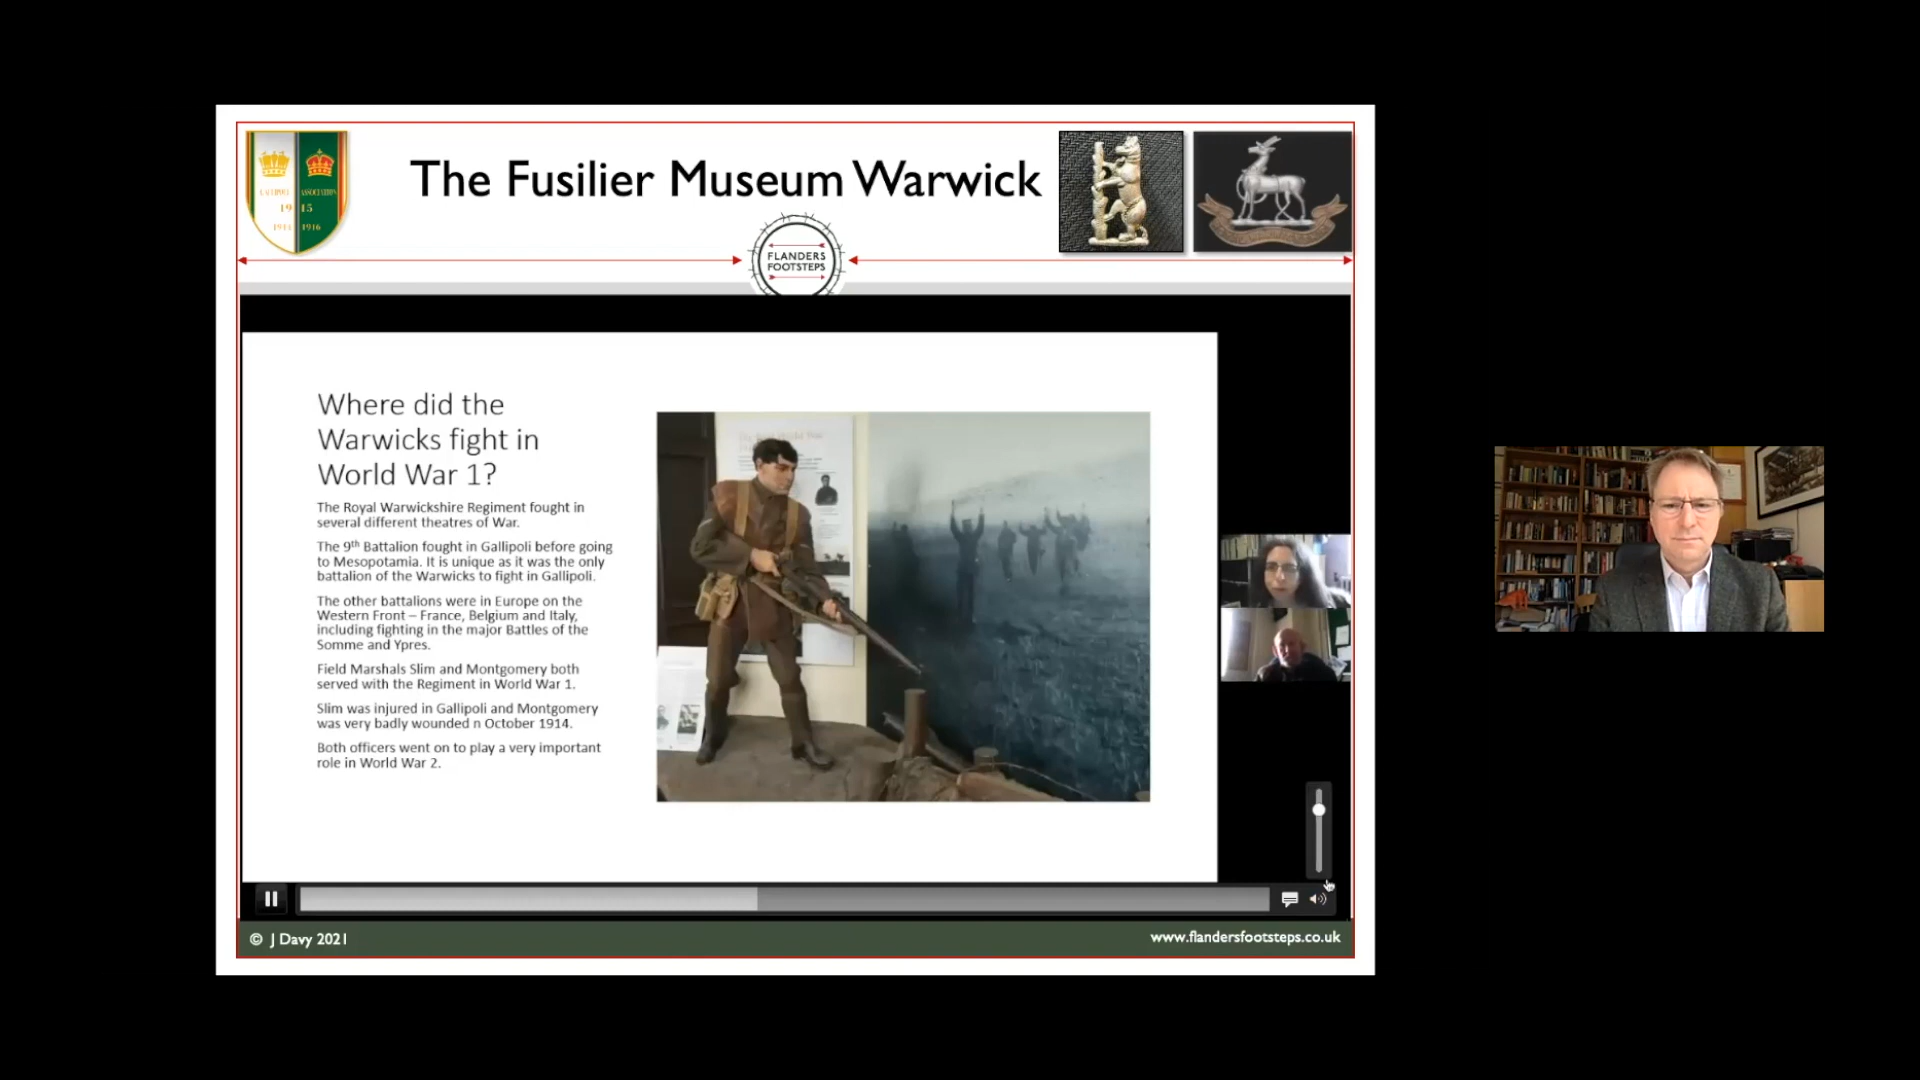 The Fusilier Museum Warwick
GALLIPOLI ASSOCIATION
1915
1915 1916
FLANDERS
FOOTSTEPS
Where did the
Warwicks fight in
World War 1?
The Royal Warwickshire Regiment fought in
several different theatres of War.
The 9th Battalion fought in Gallipoli before going
to Mesopotamia. It is unique as it was the only
battalion of the Warwicks to fight in Gallipoli.
The other battalions were in Europe on the
Western Front – France, Belgium and Italy,
including fighting in the major Battles of the
Somme and Ypres.
Field Marshals Slim and Montgomery both
served with the Regiment in World War 1.
Slim was injured in Gallipoli and Montgomery
was very badly wounded n October 1914.
Both officers went on to play a very important
role in World War 2.
© J Davy 2021
www.flandersfootsteps.co.uk